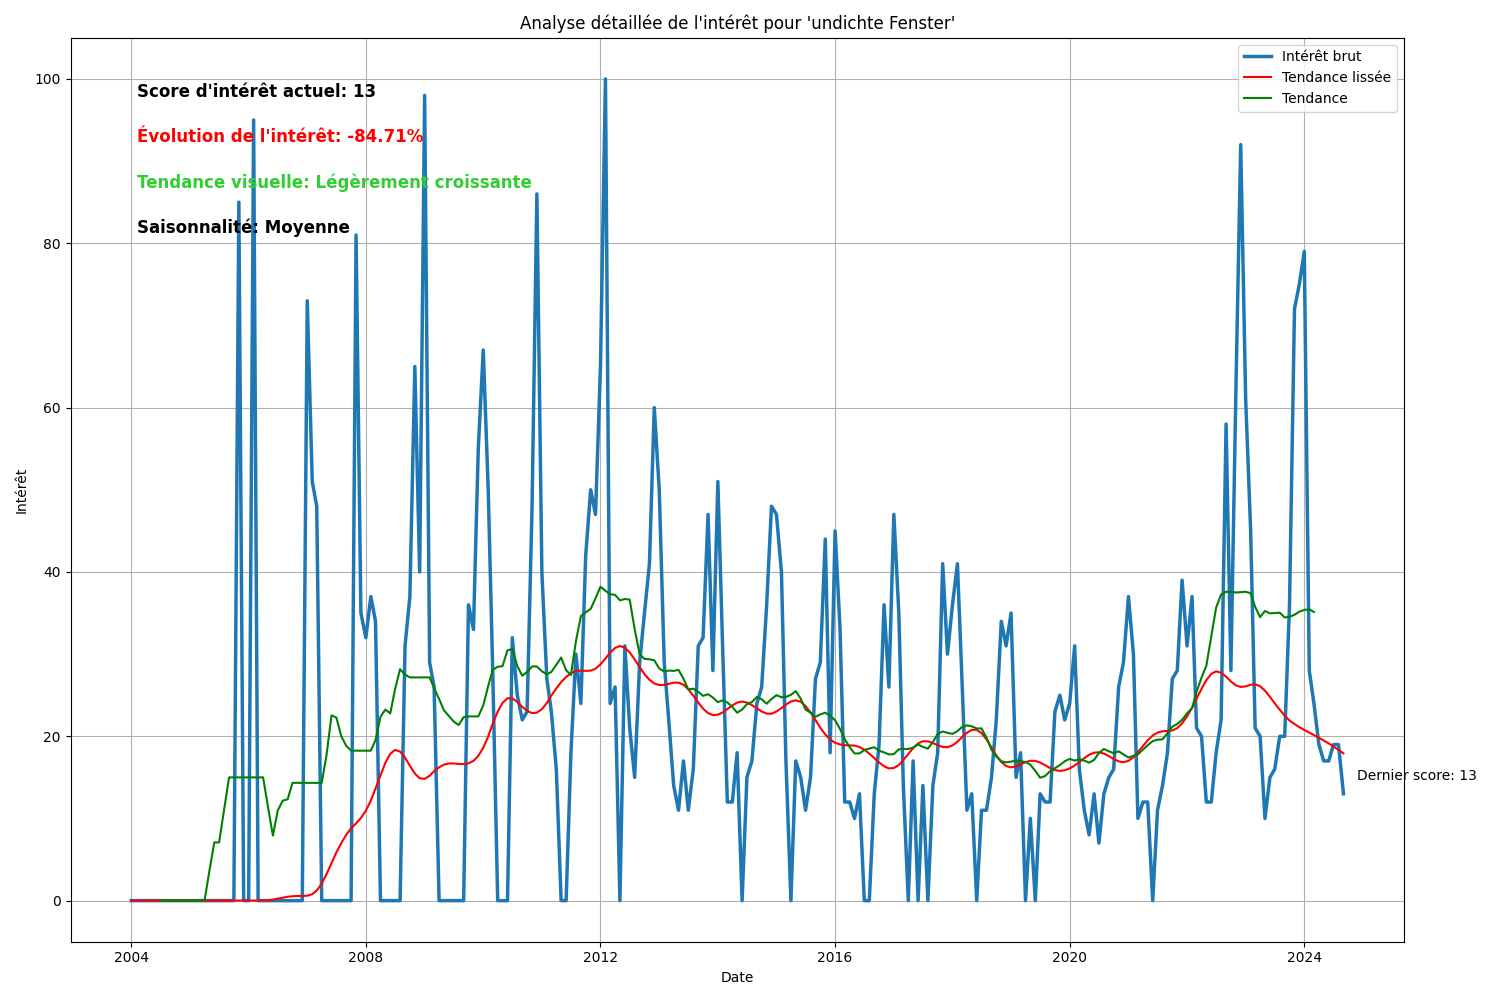 Analyse détaillée de l'intérêt pour 'undichte Fenster'
Intérêt brut
Tendance lissée
Tendance
Score d'intérêt actuel: 13
Évolution de l'intérêt: -84.71%
Tendance visuelle: Légèrement croissante
Saisonnalité: Moyenne
100
80
60
40
20
0
Intérêt
Dernier score: 13
2004
2008
2012
2016
2020
2024
Date